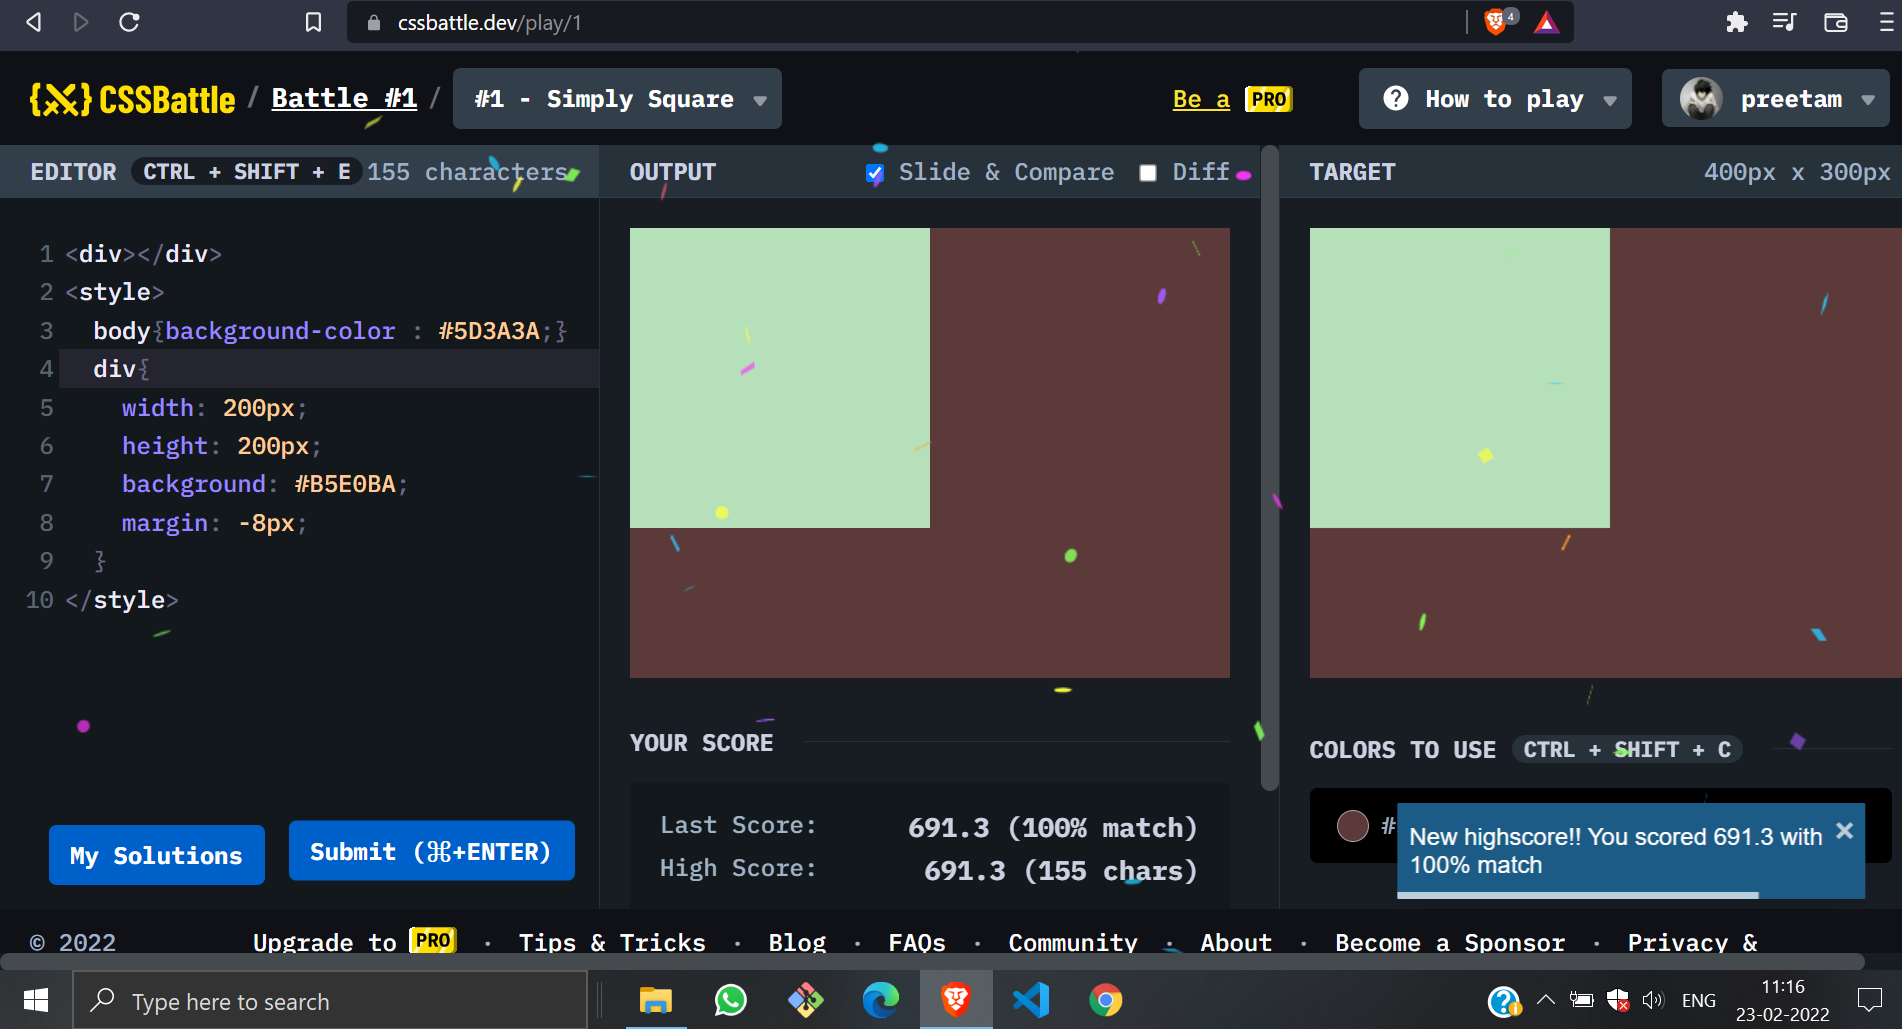 cssbattle.dev/play/1
4
{X} CSSBattle / Battle #1 / #1 - Simply Square
Be a PRO
How to play
preetam
EDITOR CTRL + SHIFT + E 155 characters
OUTPUT Slide & Compare Diff
TARGET 400px x 300px
1 <div></div>
2 <style>
3 body{background-color : #5D3A3A;}
4 div{
5 width: 200px;
6 height: 200px;
7 background: #B5E0BA;
8 margin: -8px;
9 }
10 </style>
My Solutions
Submit (⌘+ENTER)
YOUR SCORE
Last Score: 691.3 (100% match)
High Score: 691.3 (155 chars)
COLORS TO USE CTRL + SHIFT + C
#
New highscore!! You scored 691.3 with
100% match
© 2022 Upgrade to PRO · Tips & Tricks · Blog · FAQs · Community · About · Become a Sponsor · Privacy &
Type here to search
ENG
11:16
23-02-2022